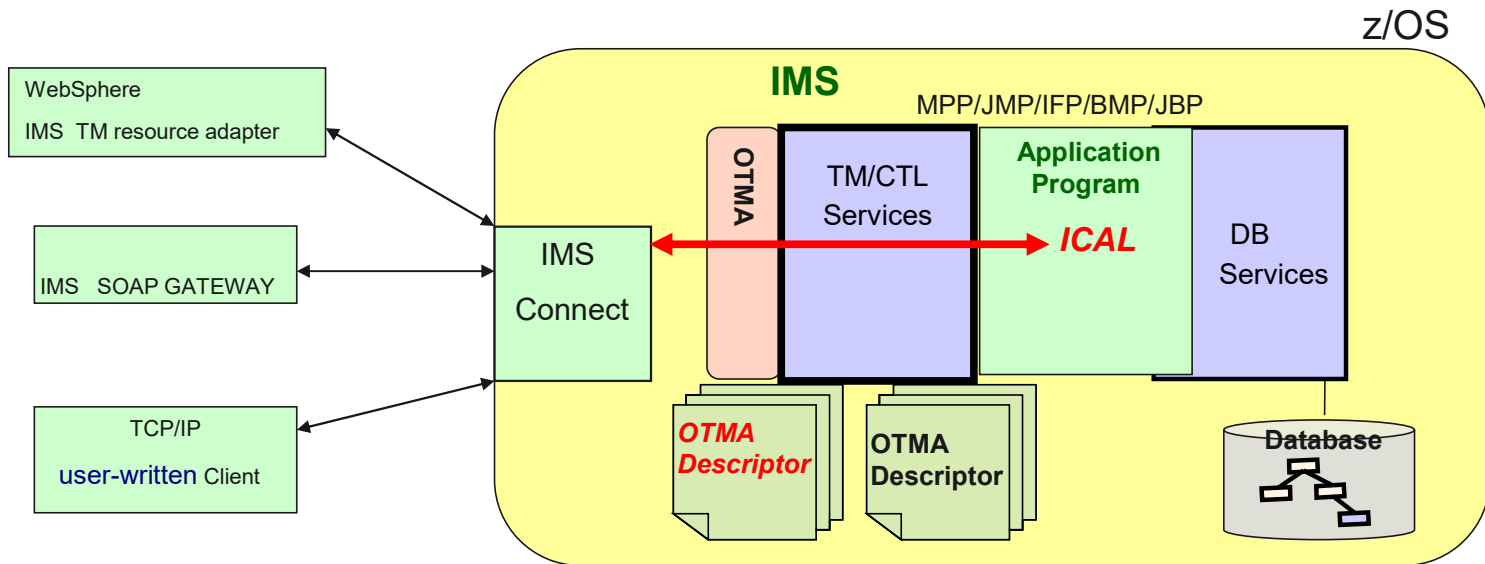 z/OS
WebSphere
IMS TM resource adapter
IMS SOAP GATEWAY
TCP/IP
user-written Client
IMS
Connect
IMS
MPP/JMP/IFP/BMP/JBP
OTMA
TM/CTL
Services
Application
Program
ICAL
DB
Services
OTMA
Descriptor
OTMA
Descriptor
Database